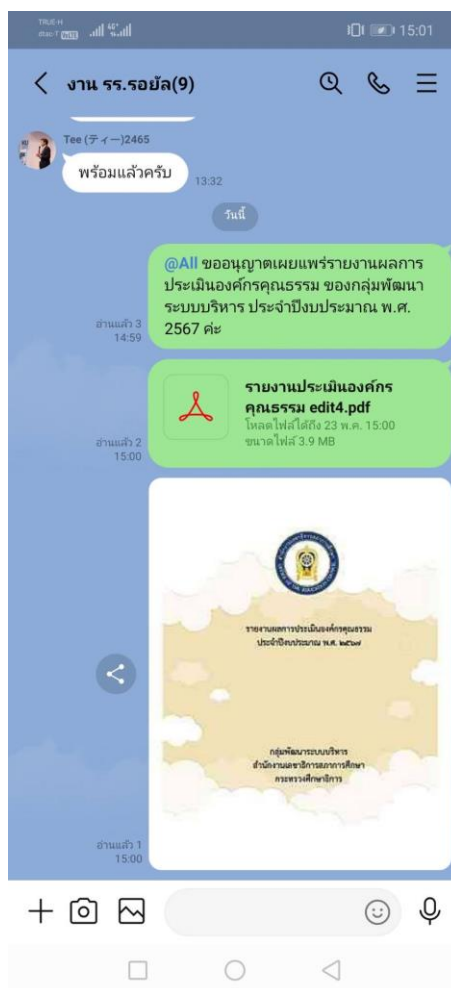 TRUE-H
dtac-T
15:01
งาน รร.รอยัล(9)
Tee (ティー)2465
พร้อมแล้วครับ
13:32
วันนี้
@All ขออนุญาตเผยแพร่รายงานผลการ
ประเมินองค์กรคุณธรรม ของกลุ่มพัฒนา
ระบบบริหาร ประจำปีงบประมาณ พ.ศ.
2567 ค่ะ
อ่านแล้ว 3
14:59
รายงานประเมินองค์กร
คุณธรรม edit4.pdf
โหลดไฟล์ได้ถึง 23 พ.ค. 15:00
ขนาดไฟล์ 3.9 MB
อ่านแล้ว 2
15:00
รายงานผลการประเมินองค์กรคุณธรรม
ประจำปีงบประมาณ พ.ศ. ๒๕๖๗
กลุ่มพัฒนาระบบบริหาร
สำนักงานเลขาธิการสภาการศึกษา
กระทรวงศึกษาธิการ
อ่านแล้ว 1
15:00